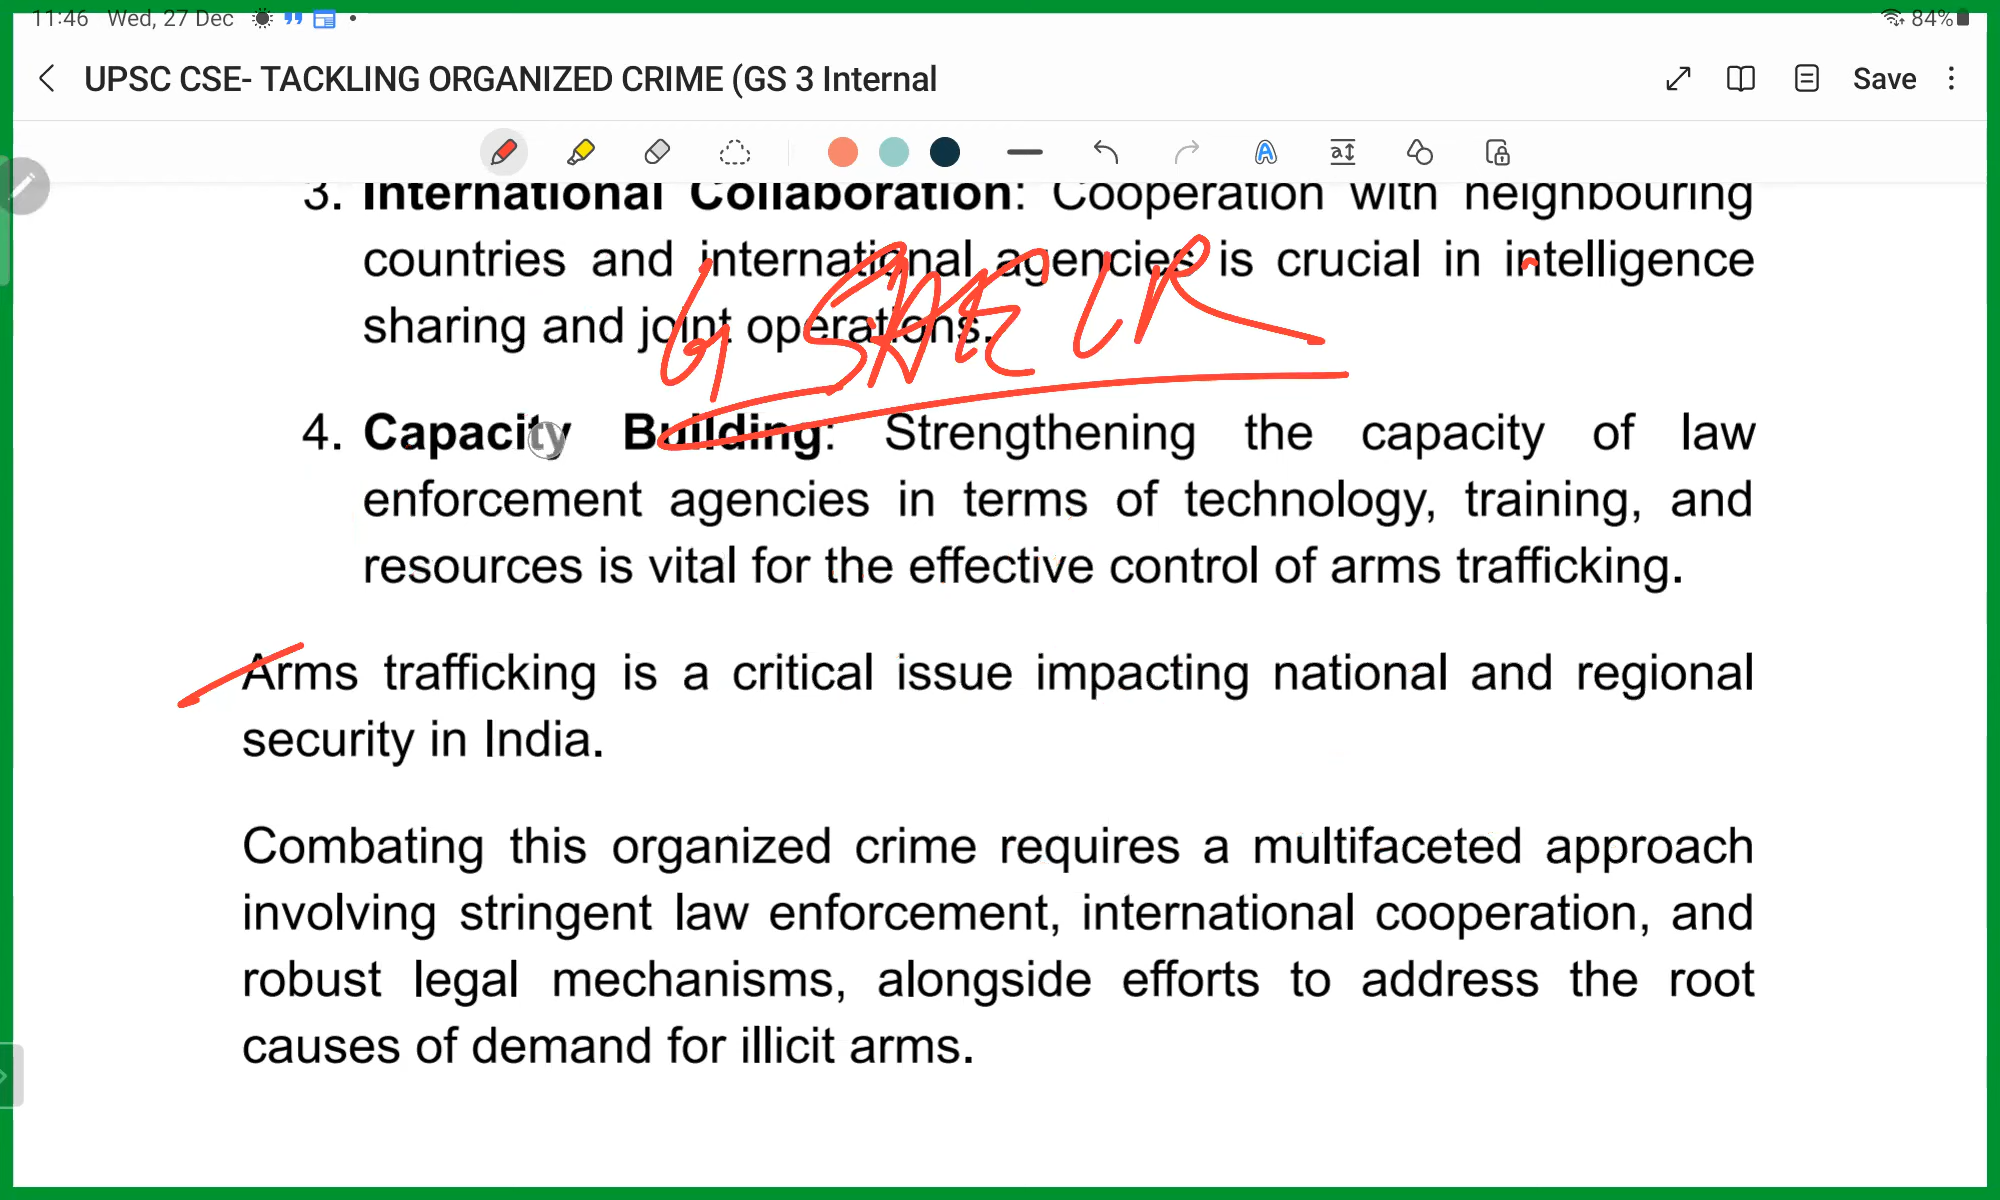 11:46 Wed, 27 Dec
84%
UPSC CSE- TACKLING ORGANIZED CRIME (GS 3 Internal
Save
3. International Collaboration: Cooperation with neighbouring
countries and international agencies is crucial in intelligence
sharing and joint operations.
4. Capacity Building: Strengthening the capacity of law
enforcement agencies in terms of technology, training, and
resources is vital for the effective control of arms trafficking.
Arms trafficking is a critical issue impacting national and regional
security in India.
Combating this organized crime requires a multifaceted approach
involving stringent law enforcement, international cooperation, and
robust legal mechanisms, alongside efforts to address the root
causes of demand for illicit arms.